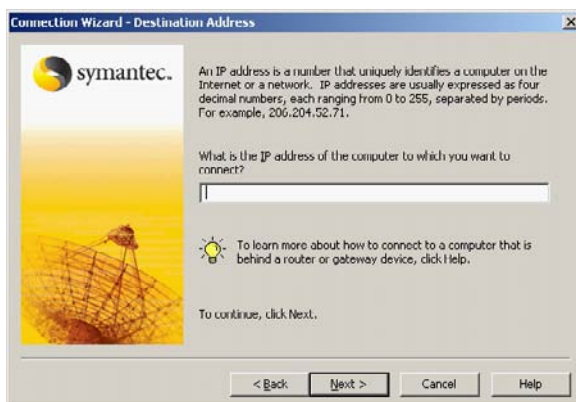 Connection Wizard - Destination Address
symantec.
An IP address is a number that uniquely identifies a computer on the
Internet or a network. IP addresses are usually expressed as four
decimal numbers, each ranging from 0 to 255, separated by periods.
For example, 206.204.52.71.
What is the IP address of the computer to which you want to
connect?
To learn more about how to connect to a computer that is
behind a router or gateway device, click Help.
To continue, click Next.
< Back
Next >
Cancel
Help